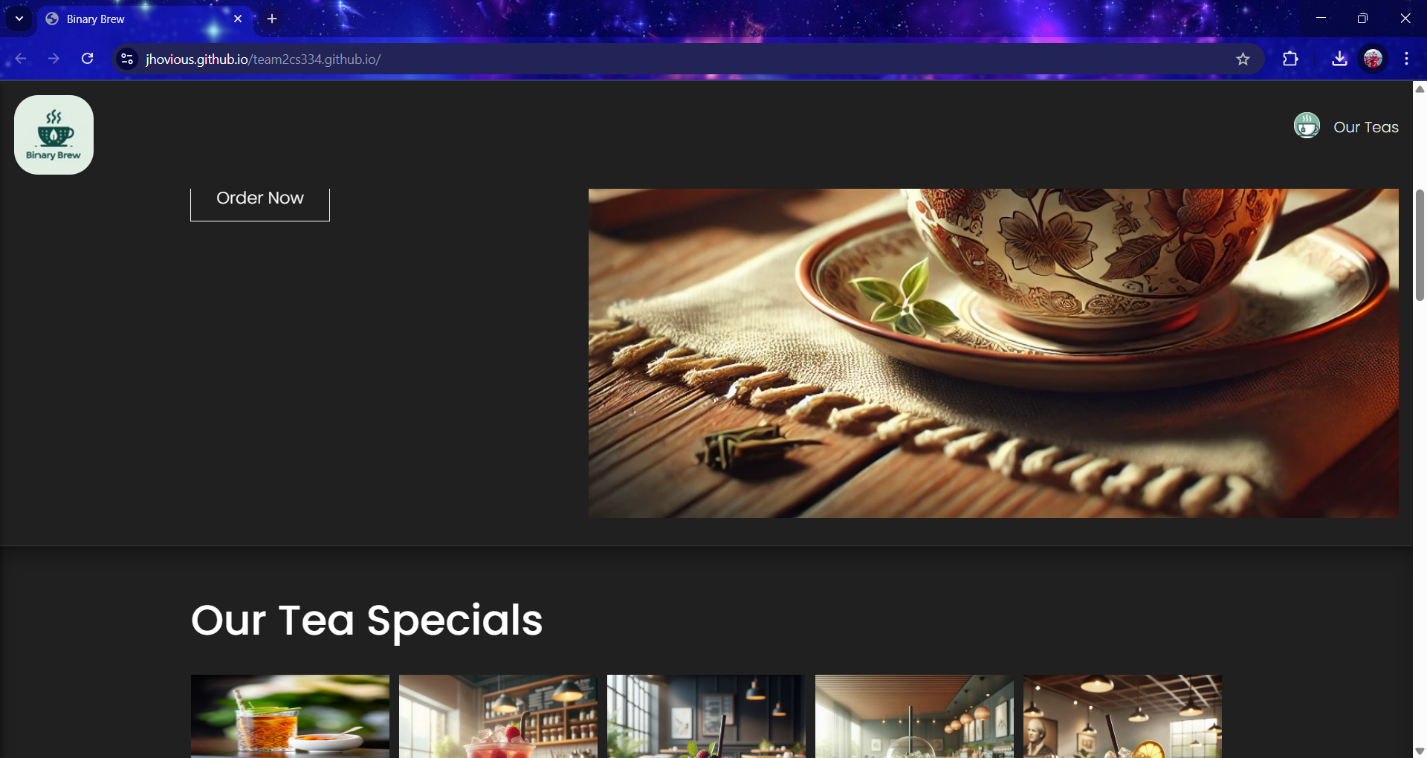 Binary Brew
jhovious.github.io/team2cs334.github.io/
Binary Brew
Our Teas
Order Now
Our Tea Specials